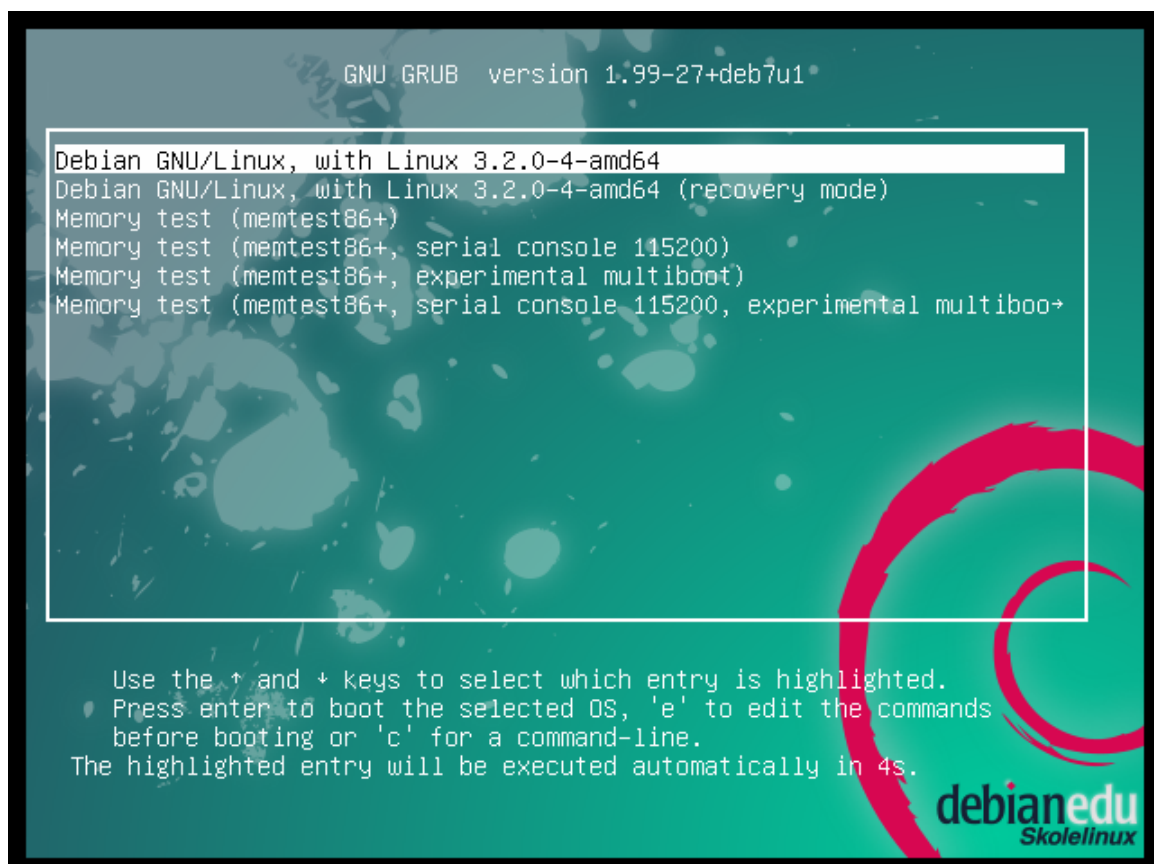 GNU GRUB  version 1.99-27+deb7u1
Debian GNU/Linux, with Linux 3.2.0-4-amd64
Debian GNU/Linux, with Linux 3.2.0-4-amd64 (recovery mode)
Memory test (memtest86+)
Memory test (memtest86+, serial console 115200)
Memory test (memtest86+, experimental multiboot)
Memory test (memtest86+, serial console 115200, experimental multiboo→
Use the ↑ and ↓ keys to select which entry is highlighted.
Press enter to boot the selected OS, 'e' to edit the commands
before booting or 'c' for a command-line.
The highlighted entry will be executed automatically in 4s.
debianedu
Skolelinux